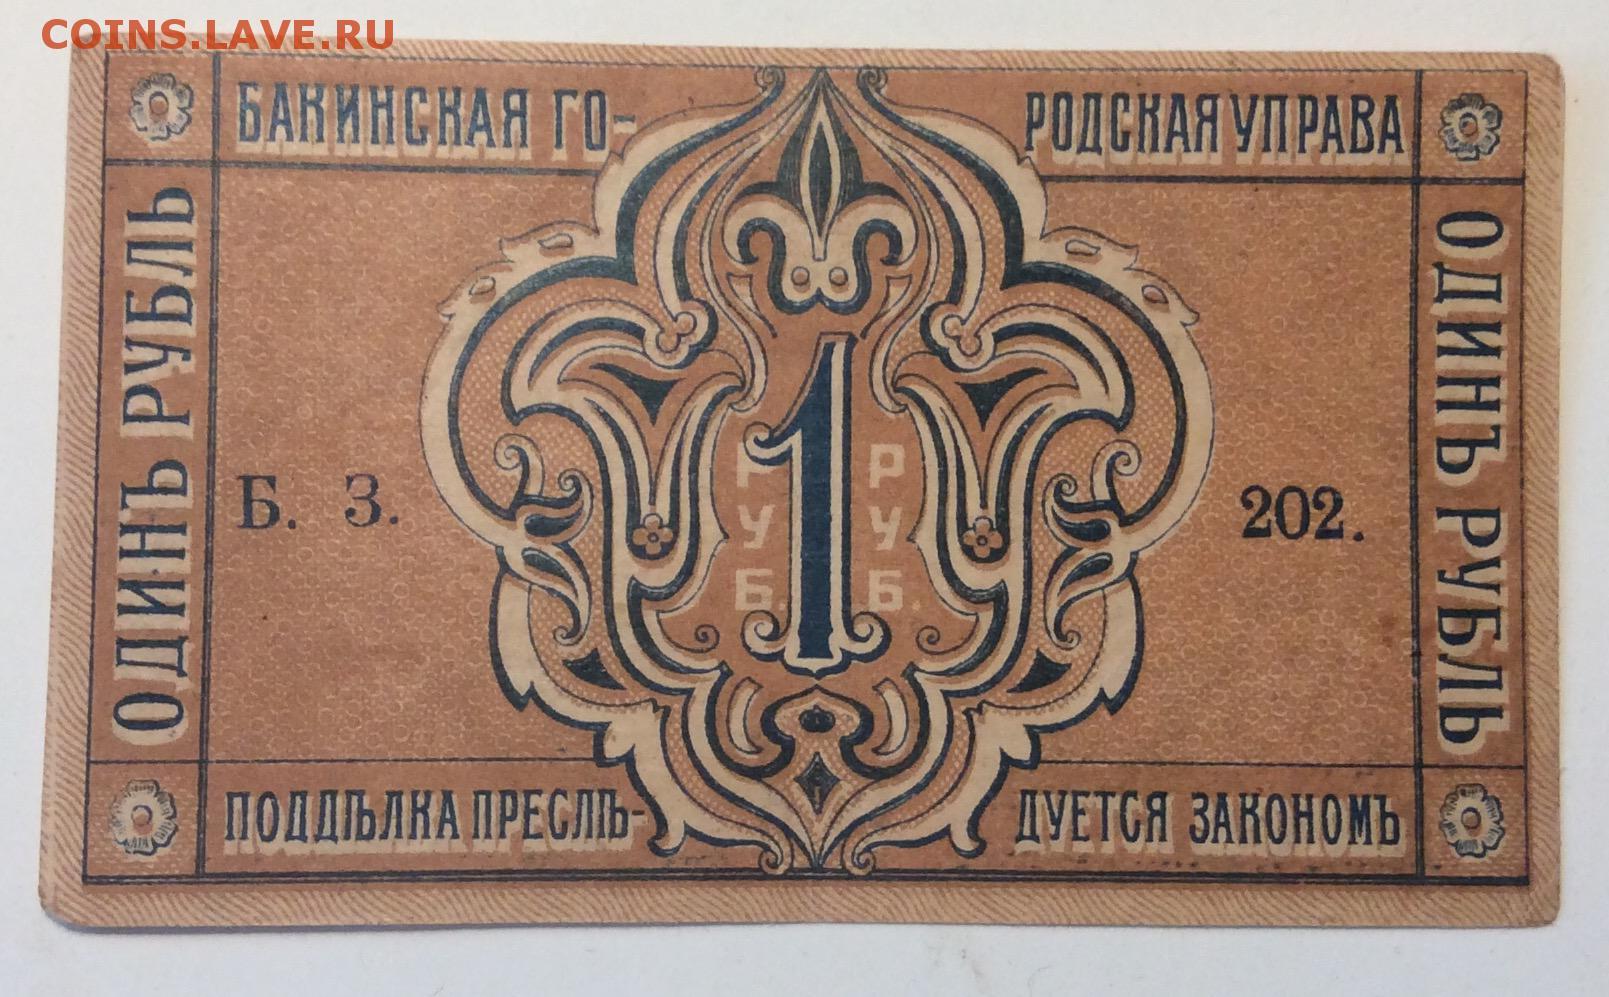 COINS.LAVE.RU
БАКИНСКАЯ ГО-
РОДСКАЯ УПРАВА
ОДИНЪ РУБЛЬ
ОДИНЪ РУБЛЬ
1
РУБ.
РУБ.
Б. З.
202.
ПОДДѢЛКА ПРЕСЛѢ-
ДУЕТСЯ ЗАКОНОМЪ